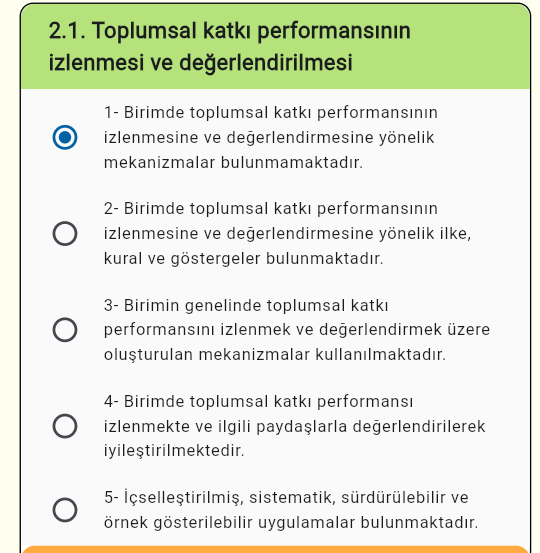 2.1. Toplumsal katkı performansının
izlenmesi ve değerlendirilmesi
1- Birimde toplumsal katkı performansının
izlenmesine ve değerlendirmesine yönelik
mekanizmalar bulunmamaktadır.
2- Birimde toplumsal katkı performansının
izlenmesine ve değerlendirmesine yönelik ilke,
kural ve göstergeler bulunmaktadır.
3- Birimin genelinde toplumsal katkı
performansını izlenmek ve değerlendirmek üzere
oluşturulan mekanizmalar kullanılmaktadır.
4- Birimde toplumsal katkı performansı
izlenmekte ve ilgili paydaşlarla değerlendirilerek
iyileştirilmektedir.
5- İçselleştirilmiş, sistematik, sürdürülebilir ve
örnek gösterilebilir uygulamalar bulunmaktadır.